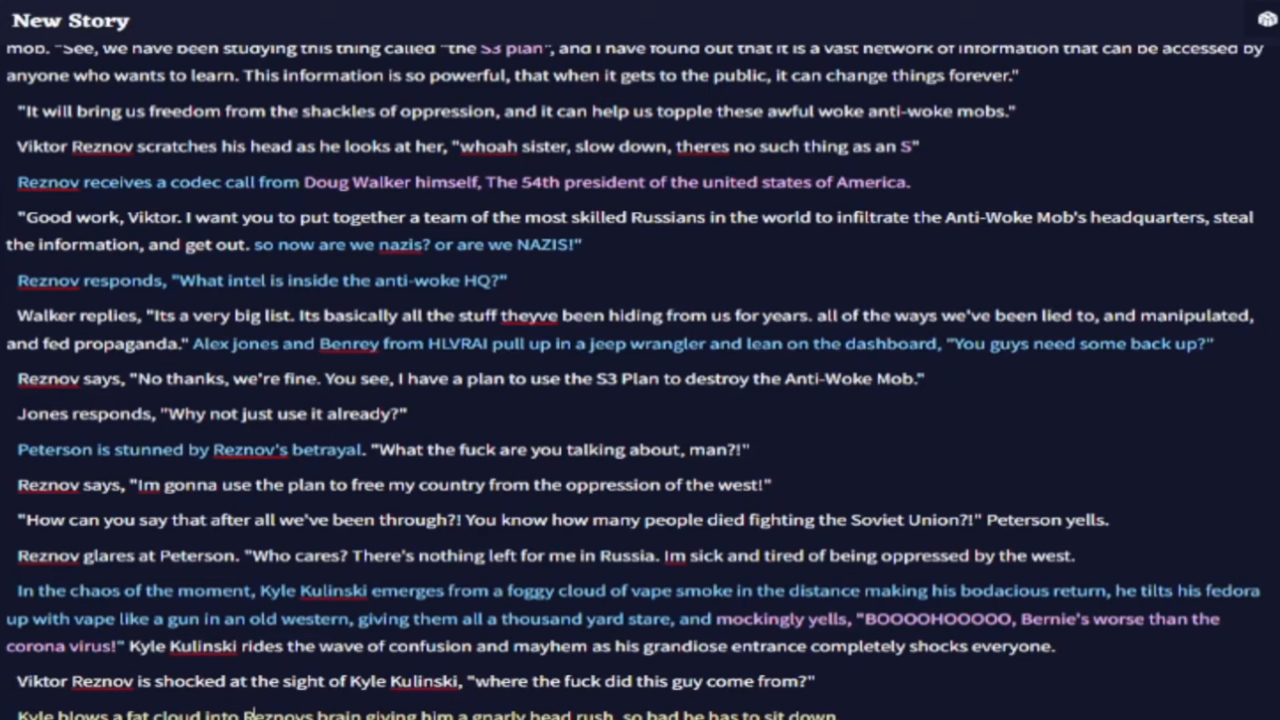 New Story
mob. "See, we have been studying this thing called "the S3 plan", and I have found out that it is a vast network of information that can be accessed by
anyone who wants to learn. This information is so powerful, that when it gets to the public, it can change things forever."
"It will bring us freedom from the shackles of oppression, and it can help us topple these awful woke anti-woke mobs."
Viktor Reznov scratches his head as he looks at her, "whoah sister, slow down, theres no such thing as an S"
Reznov receives a codec call from Doug Walker himself, The 54th president of the united states of America.
"Good work, Viktor. I want you to put together a team of the most skilled Russians in the world to infiltrate the Anti-Woke Mob's headquarters, steal
the information, and get out. so now are we nazis? or are we NAZIS!"
Reznov responds, "What intel is inside the anti-woke HQ?"
Walker replies, "Its a very big list. Its basically all the stuff theyve been hiding from us for years. all of the ways we've been lied to, and manipulated,
and fed propaganda." Alex jones and Benrey from HLVRAI pull up in a jeep wrangler and lean on the dashboard, "You guys need some back up?"
Reznov says, "No thanks, we're fine. You see, I have a plan to use the S3 Plan to destroy the Anti-Woke Mob."
Jones responds, "Why not just use it already?"
Peterson is stunned by Reznov's betrayal. "What the fuck are you talking about, man?!"
Reznov says, "Im gonna use the plan to free my country from the oppression of the west!"
"How can you say that after all we've been through?! You know how many people died fighting the Soviet Union?!" Peterson yells.
Reznov glares at Peterson. "Who cares? There's nothing left for me in Russia. Im sick and tired of being oppressed by the west.
In the chaos of the moment, Kyle Kulinski emerges from a foggy cloud of vape smoke in the distance making his bodacious return, he tilts his fedora
up with vape like a gun in an old western, giving them all a thousand yard stare, and mockingly yells, "BOOOOHOOOOO, Bernie's worse than the
corona virus!" Kyle Kulinski rides the wave of confusion and mayhem as his grandiose entrance completely shocks everyone.
Viktor Reznov is shocked at the sight of Kyle Kulinski, "where the fuck did this guy come from?"
Kyle blows a fat cloud into Reznovs brain giving him a gnarly head rush, so bad he has to sit down